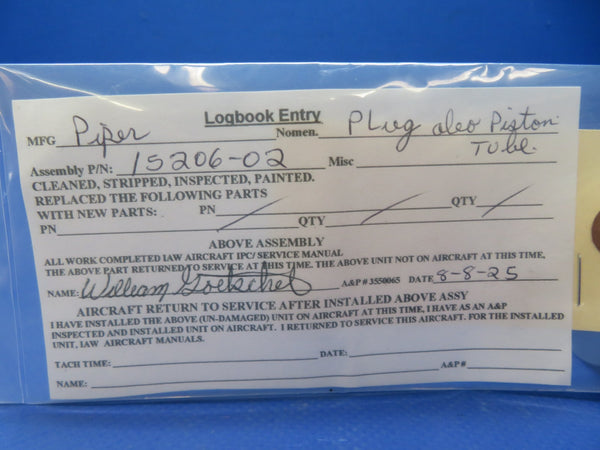 Logbook Entry
MFG Piper Nomen. PLug oleo Piston Tube
Assembly P/N: 15206-02 Misc
CLEANED, STRIPPED, INSPECTED, PAINTED.
REPLACED THE FOLLOWING PARTS
WITH NEW PARTS: PN QTY
PN QTY
ABOVE ASSEMBLY
ALL WORK COMPLETED IAW AIRCRAFT IPC/ SERVICE MANUAL
THE ABOVE PART RETURNED TO SERVICE AT THIS TIME. THE ABOVE UNIT NOT ON AIRCRAFT AT THIS TIME,
NAME: William A&P # 3550065 DATE 8-8-25
AIRCRAFT RETURN TO SERVICE AFTER INSTALLED ABOVE ASSY
I HAVE INSTALLED THE ABOVE (UN-DAMAGED) UNIT ON AIRCRAFT AT THIS TIME, I HAVE AS AN A&P
INSPECTED AND INSTALLED UNIT ON AIRCRAFT. I RETURNED TO SERVICE THIS AIRCRAFT. FOR THE INSTALLED
UNIT, IAW AIRCRAFT MANUALS.
TACH TIME: DATE:
NAME: A&P#